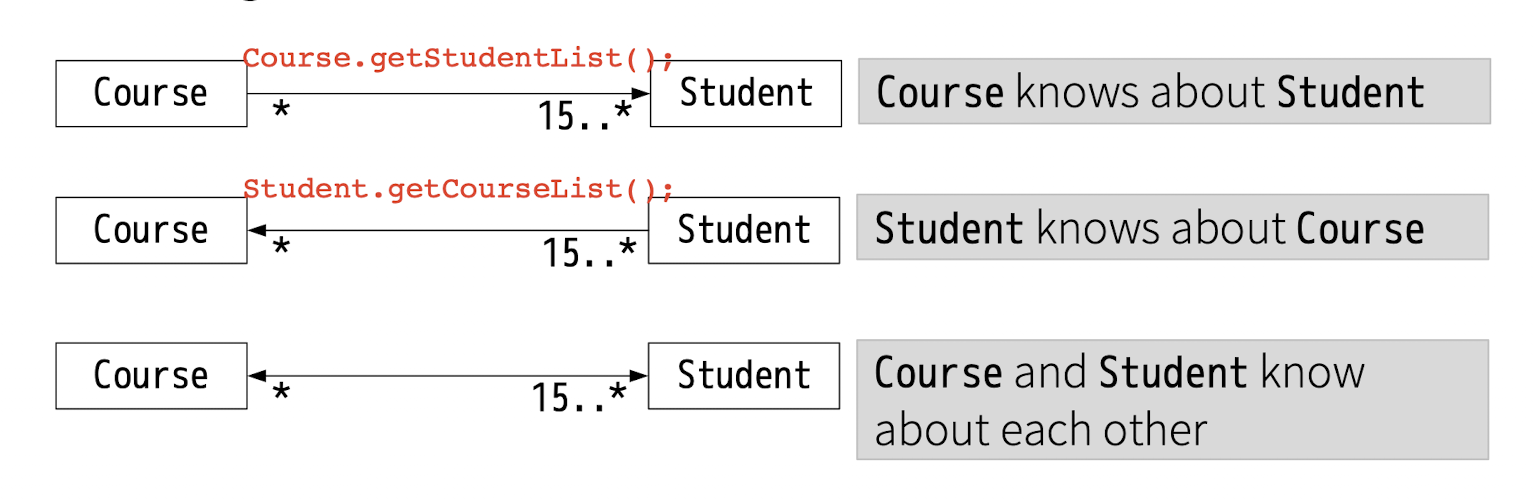 Course.getStudentList();
Course * 15..* Student
Course knows about Student
Student.getCourseList();
Course * 15..* Student
Student knows about Course
Course * 15..* Student
Course and Student know
about each other